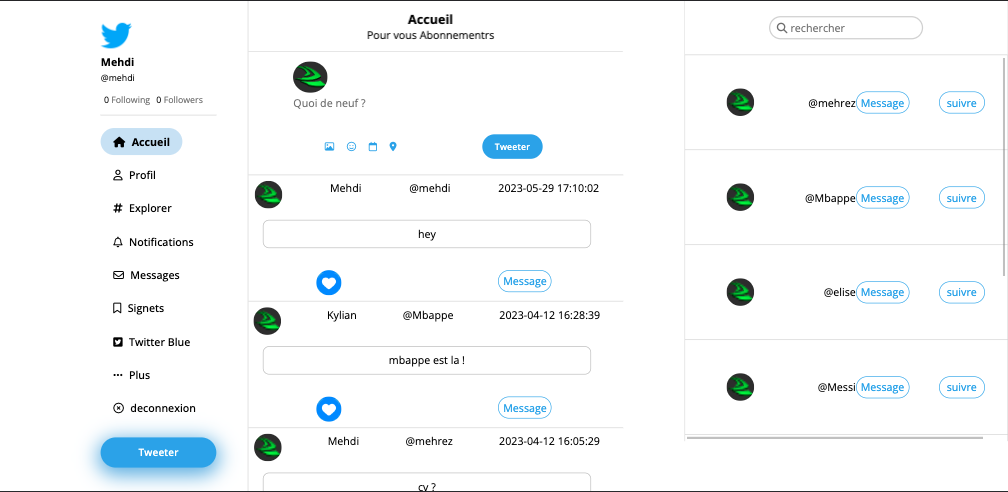 Mehdi
@mehdi
0 Following 0 Followers
Accueil
Profil
Explorer
Notifications
Messages
Signets
Twitter Blue
Plus
deconnexion
Tweeter
Accueil
Pour vous Abonnementrs
Quoi de neuf ?
Tweeter
Mehdi @mehdi 2023-05-29 17:10:02
hey
Message
Kylian @Mbappe 2023-04-12 16:28:39
mbappe est la !
Message
Mehdi @mehrez 2023-04-12 16:05:29
cv ?
rechercher
@mehrez Message suivre
@Mbappe Message suivre
@elise Message suivre
@Messi Message suivre